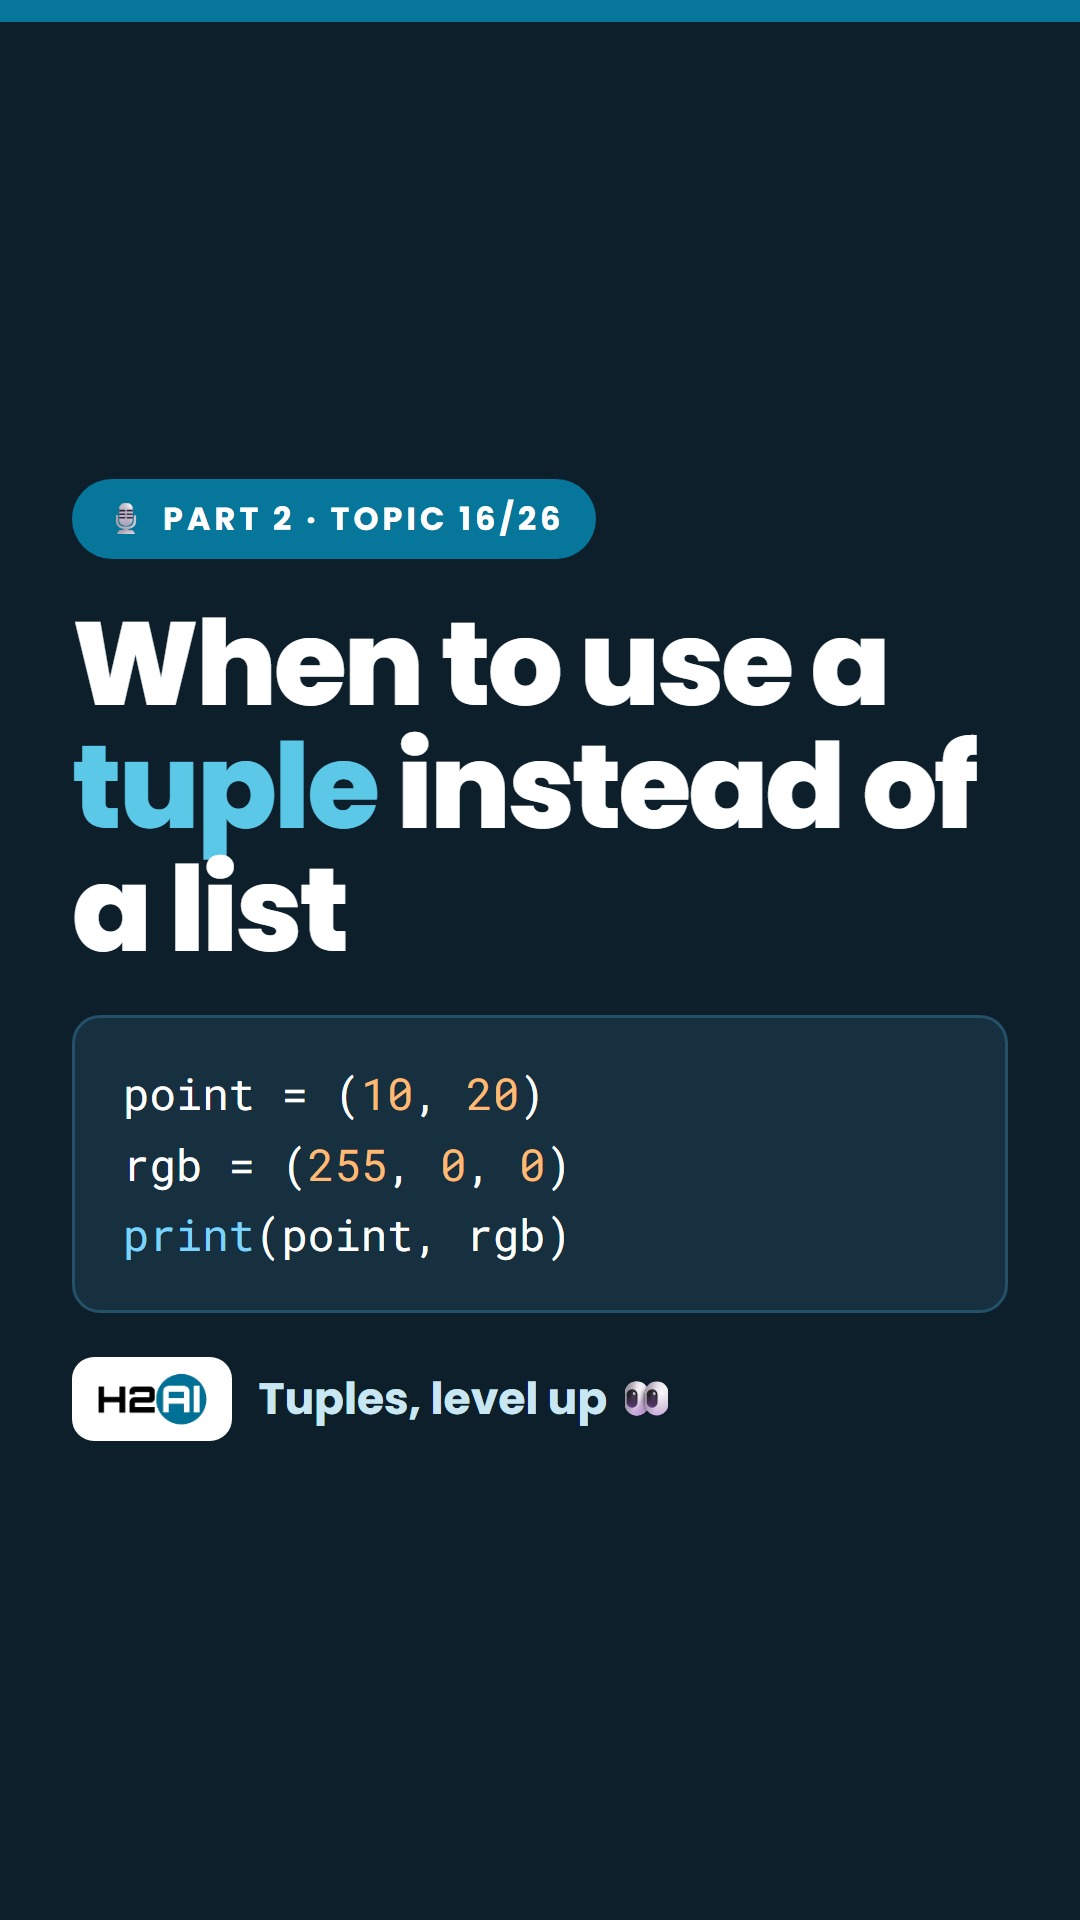 🎙️ PART 2 · TOPIC 16/26
When to use a
tuple instead of
a list
point = (10, 20)
rgb = (255, 0, 0)
print(point, rgb)
H2AI Tuples, level up 👀